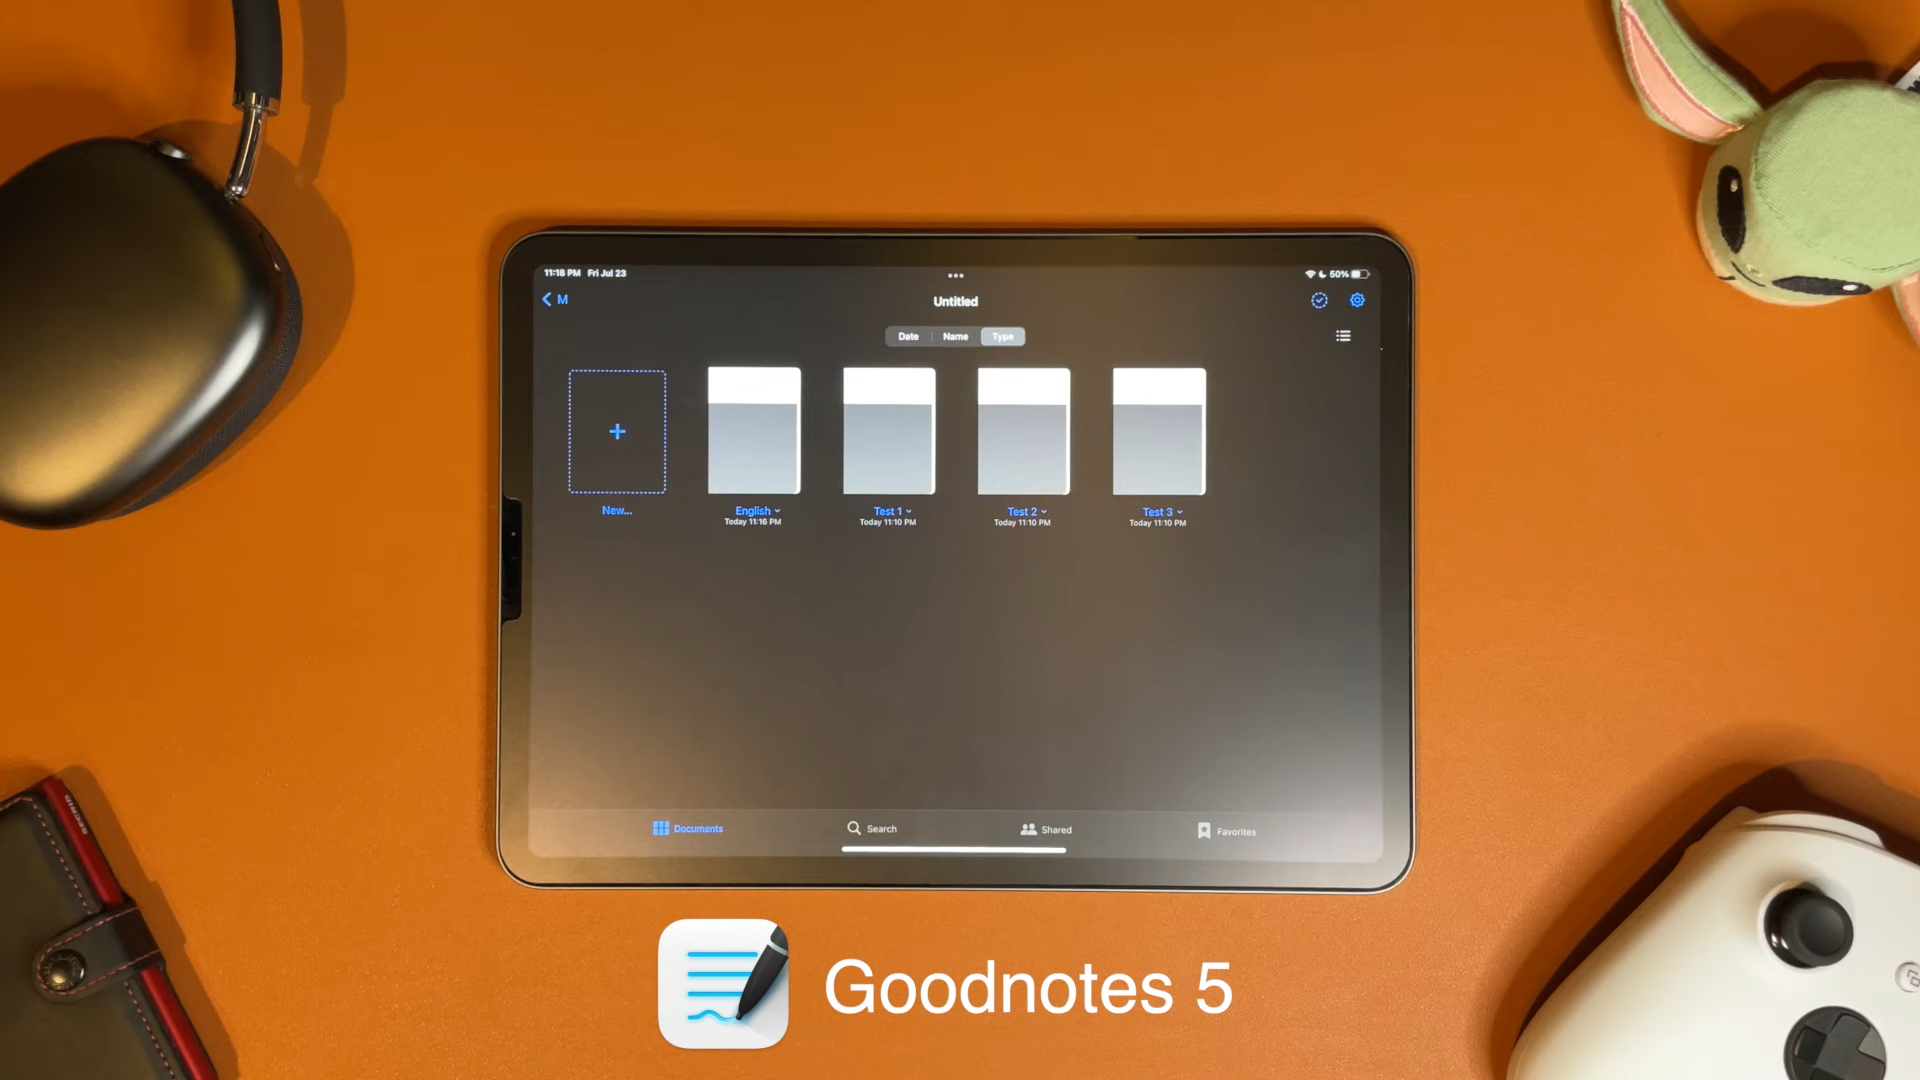 11:18 PM Fri Jul 23
50%
M
Untitled
Date Name Type
New...
English
Today 11:16 PM
Test 1
Today 11:10 PM
Test 2
Today 11:10 PM
Test 3
Today 11:10 PM
Documents
Search
Shared
Favorites
SECRID
Goodnotes 5